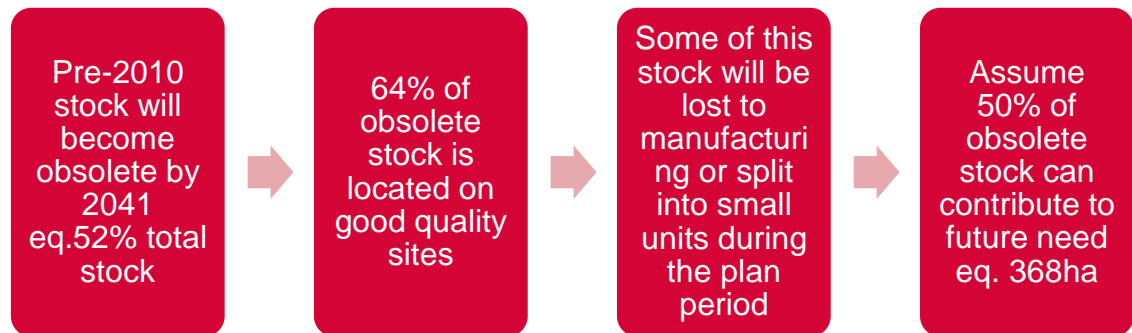 Pre-2010
stock will
become
obsolete by
2041
eq.52% total
stock
64% of
obsolete
stock is
located on
good quality
sites
Some of this
stock will be
lost to
manufacturi
ng or split
into small
units during
the plan
period
Assume
50% of
obsolete
stock can
contribute to
future need
eq. 368ha